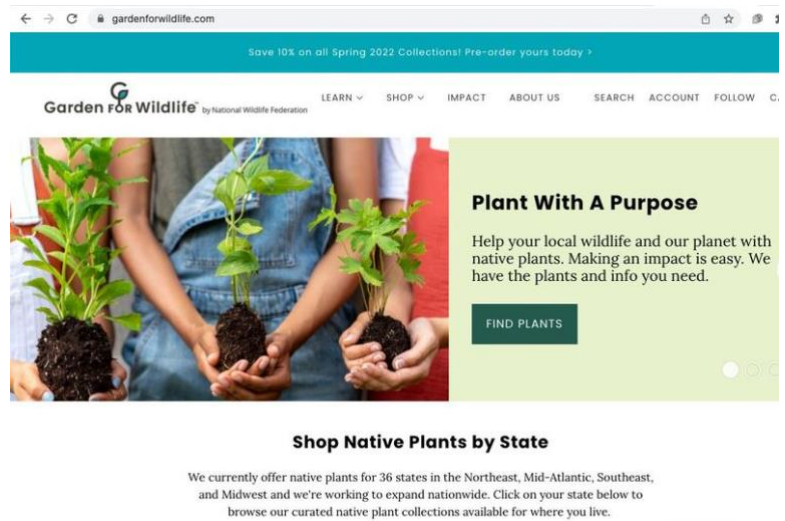 gardenforwildlife.com
Save 10% on all Spring 2022 Collections! Pre-order yours today >
Garden FOR Wildlife™ by National Wildlife Federation
LEARN SHOP IMPACT ABOUT US SEARCH ACCOUNT FOLLOW
Plant With A Purpose
Help your local wildlife and our planet with
native plants. Making an impact is easy. We
have the plants and info you need.
FIND PLANTS
Shop Native Plants by State
We currently offer native plants for 36 states in the Northeast, Mid-Atlantic, Southeast,
and Midwest and we're working to expand nationwide. Click on your state below to
browse our curated native plant collections available for where you live.